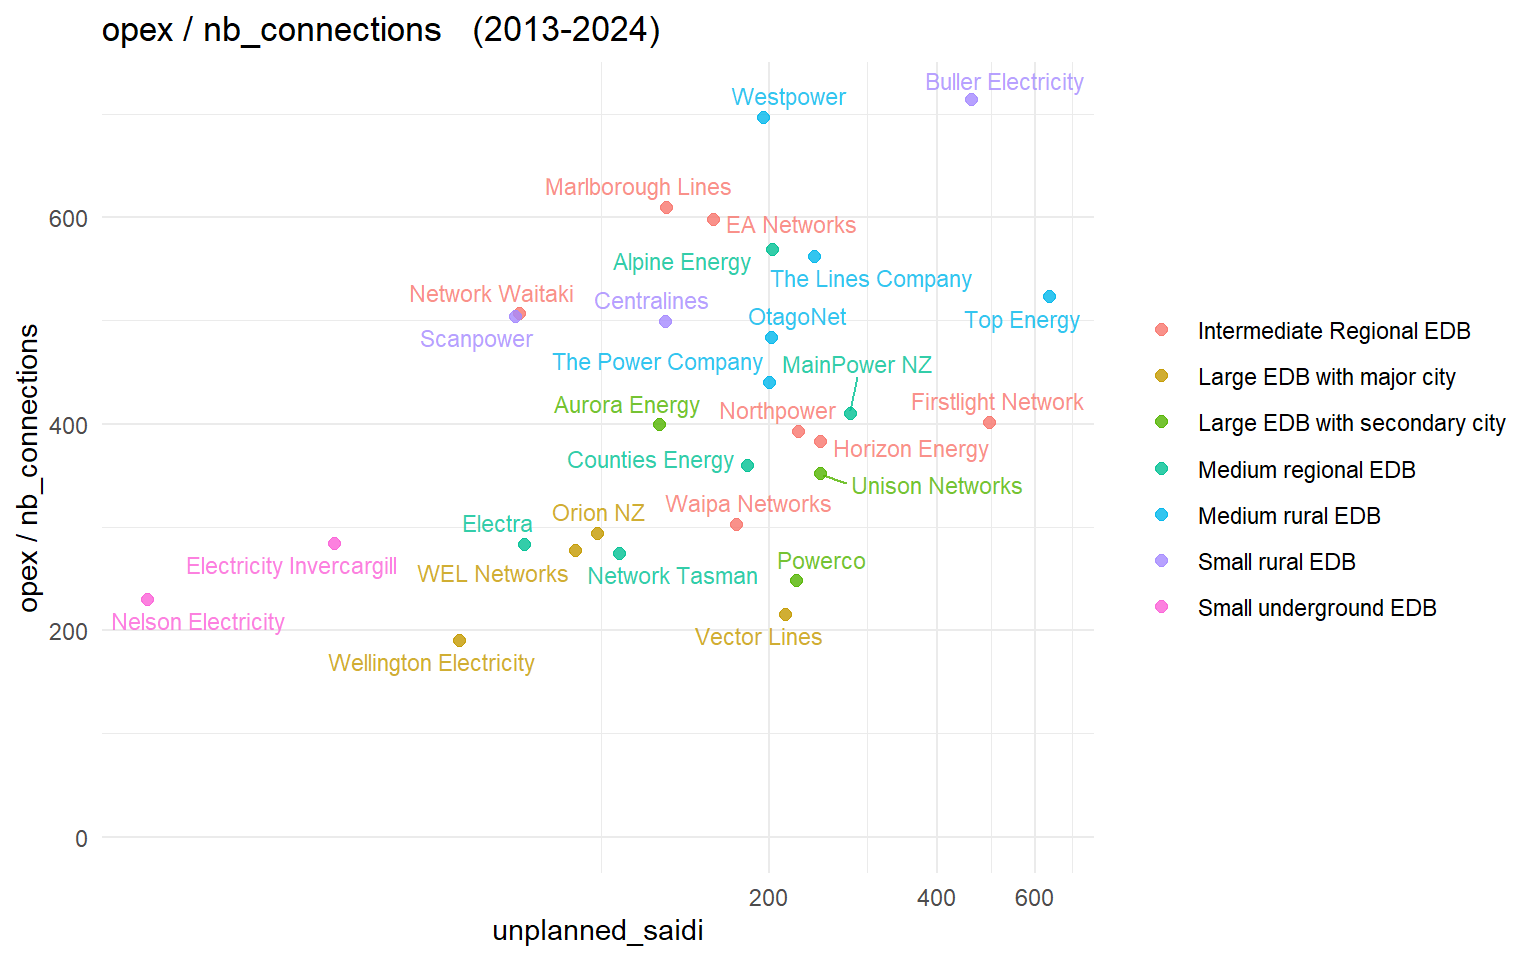 opex / nb_connections (2013-2024)
Buller Electricity
Westpower
Marlborough Lines
EA Networks
Alpine Energy
The Lines Company
Network Waitaki
Centralines
OtagoNet
Top Energy
Scanpower
The Power Company
MainPower NZ
Aurora Energy
Northpower
Firstlight Network
Horizon Energy
Counties Energy
Unison Networks
Waipa Networks
Orion NZ
Electra
Electricity Invercargill
WEL Networks
Network Tasman
Powerco
Nelson Electricity
Vector Lines
Wellington Electricity
600
400
200
0
opex / nb_connections
200 400 600
unplanned_saidi
Intermediate Regional EDB
Large EDB with major city
Large EDB with secondary city
Medium regional EDB
Medium rural EDB
Small rural EDB
Small underground EDB